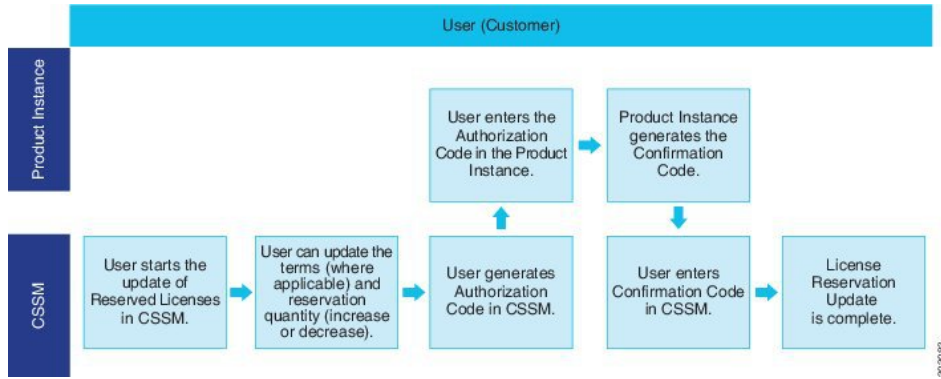 User (Customer)
Product Instance
User enters the
Authorization
Code in the Product
Instance.
Product Instance
generates the
Confirmation
Code.
CSSM
User starts the
update of
Reserved Licenses
in CSSM.
User can update the
terms (where
applicable) and
reservation
quantity (increase
or decrease).
User generates
Authorization
Code in CSSM.
User enters
Confirmation Code
in CSSM.
License
Reservation
Update
is complete.